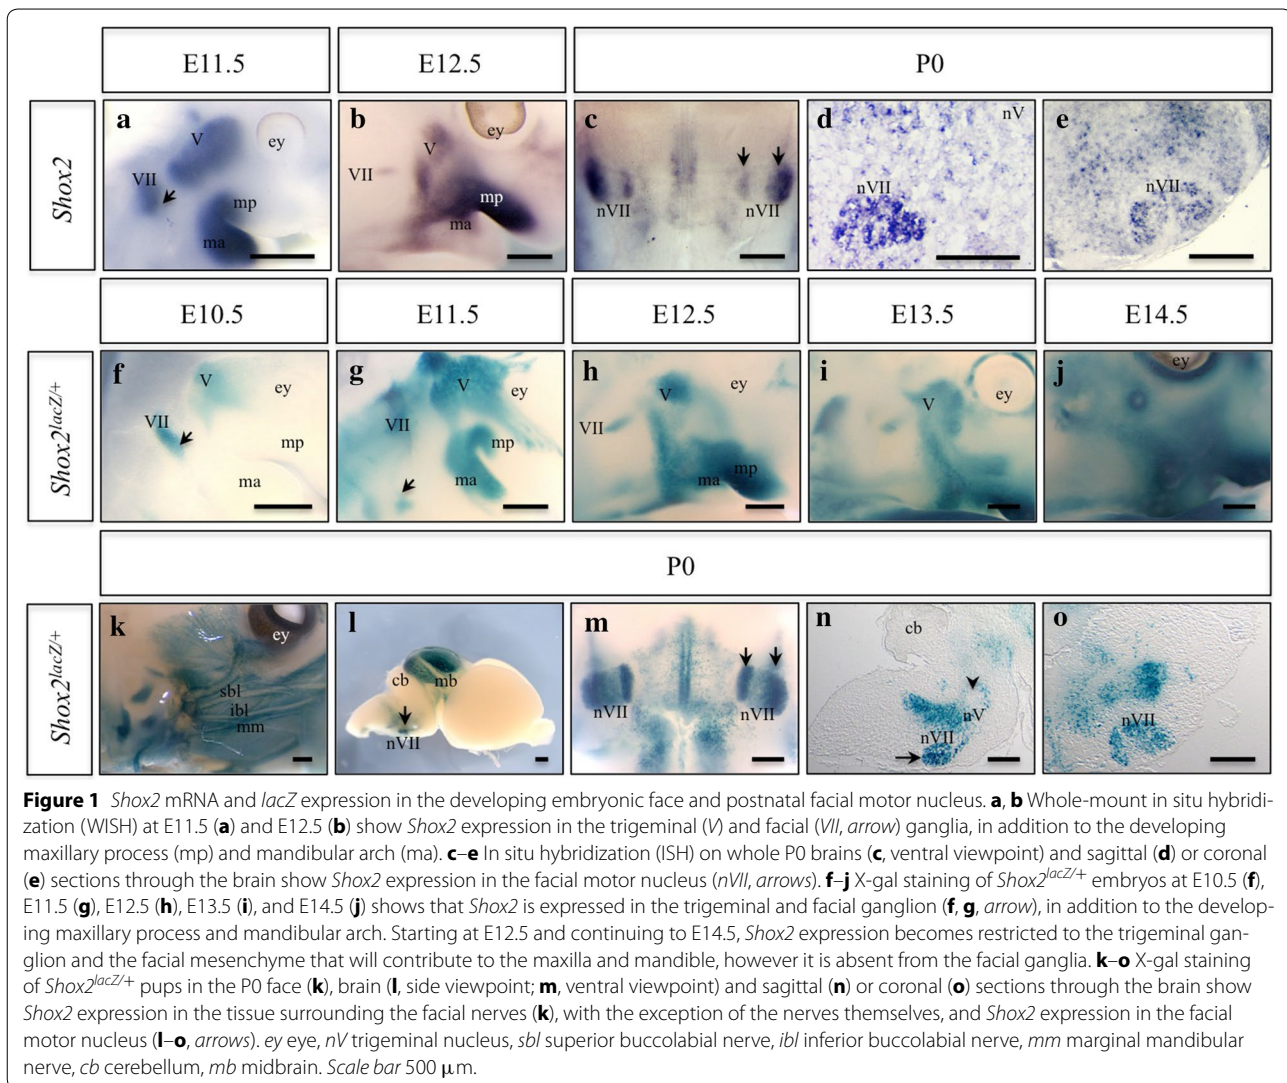 E11.5
E12.5
P0
Shox2
a
V
ey
VII
mp
ma
b
ey
V
VII
mp
ma
c
nVII
nVII
d
nV
nVII
e
nVII
E10.5
E11.5
E12.5
E13.5
E14.5
Shox2lacZ/+
f
V
ey
VII
mp
ma
g
V
ey
VII
mp
ma
h
V
ey
VII
ma
mp
i
V
ey
j
ey
P0
Shox2lacZ/+
k
ey
sbl
ibl
mm
l
cb
mb
nVII
m
nVII
nVII
n
cb
nV
nVII
o
nVII
Figure 1 Shox2 mRNA and lacZ expression in the developing embryonic face and postnatal facial motor nucleus. a, b Whole-mount in situ hybridi-
zation (WISH) at E11.5 (a) and E12.5 (b) show Shox2 expression in the trigeminal (V) and facial (VII, arrow) ganglia, in addition to the developing
maxillary process (mp) and mandibular arch (ma). c–e In situ hybridization (ISH) on whole P0 brains (c, ventral viewpoint) and sagittal (d) or coronal
(e) sections through the brain show Shox2 expression in the facial motor nucleus (nVII, arrows). f–j X-gal staining of Shox2lacZ/+ embryos at E10.5 (f),
E11.5 (g), E12.5 (h), E13.5 (i), and E14.5 (j) shows that Shox2 is expressed in the trigeminal and facial ganglion (f, g, arrow), in addition to the develop-
ing maxillary process and mandibular arch. Starting at E12.5 and continuing to E14.5, Shox2 expression becomes restricted to the trigeminal gan-
glion and the facial mesenchyme that will contribute to the maxilla and mandible, however it is absent from the facial ganglia. k–o X-gal staining
of Shox2lacZ/+ pups in the P0 face (k), brain (l, side viewpoint; m, ventral viewpoint) and sagittal (n) or coronal (o) sections through the brain show
Shox2 expression in the tissue surrounding the facial nerves (k), with the exception of the nerves themselves, and Shox2 expression in the facial
motor nucleus (l–o, arrows). ey eye, nV trigeminal nucleus, sbl superior buccolabial nerve, ibl inferior buccolabial nerve, mm marginal mandibular
nerve, cb cerebellum, mb midbrain. Scale bar 500 μm.